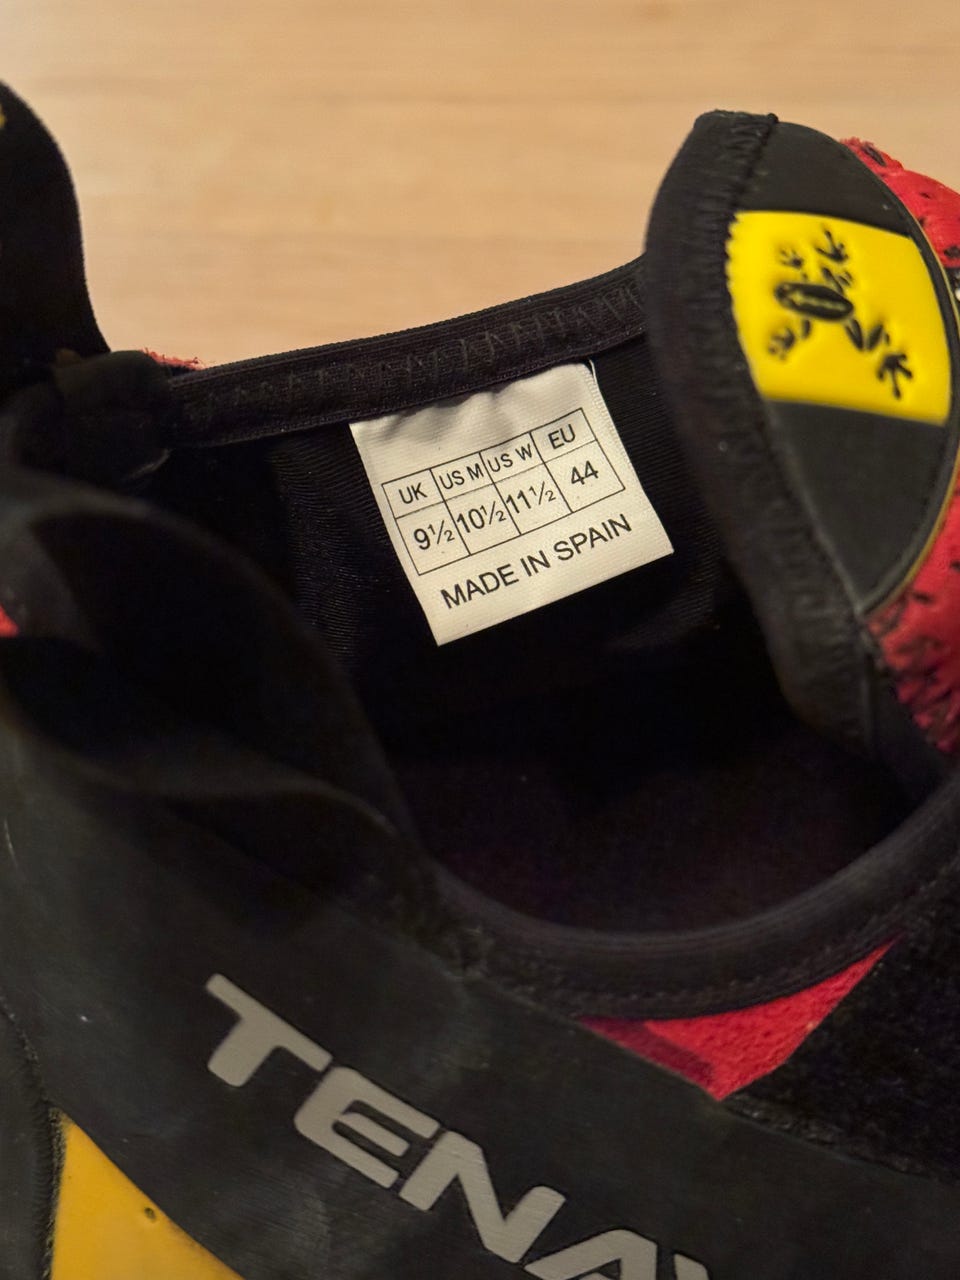 UK US M US W EU
9½ 10½ 11½ 44
MADE IN SPAIN
TENA